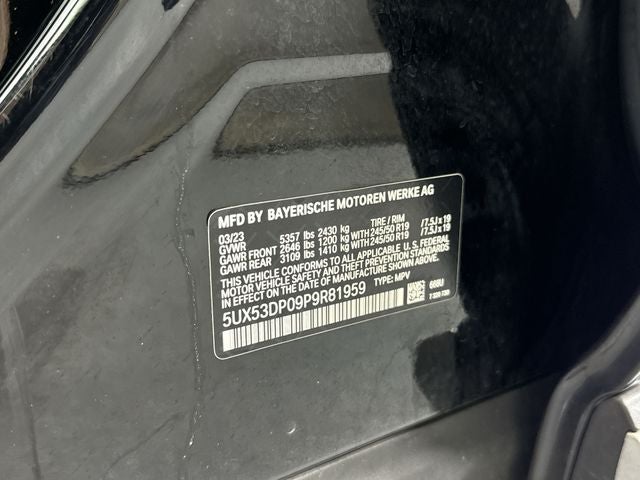 MFD BY BAYERISCHE MOTOREN WERKE AG
03/23 TIRE / RIM
GVWR 5357 lbs 2430 kg
GAWR FRONT 2646 lbs 1200 kg WITH 245/50 R19 /7.5J x 19
GAWR REAR 3109 lbs 1410 kg WITH 245/50 R19 /7.5J x 19
THIS VEHICLE CONFORMS TO ALL APPLICABLE U.S. FEDERAL
MOTOR VEHICLE SAFETY AND THEFT PREVENTION STANDARDS
IN EFFECT ON THE DATE OF MANUFACTURE SHOWN ABOVE.
5UX53DP09P9R81959 TYPE: MPV
668U